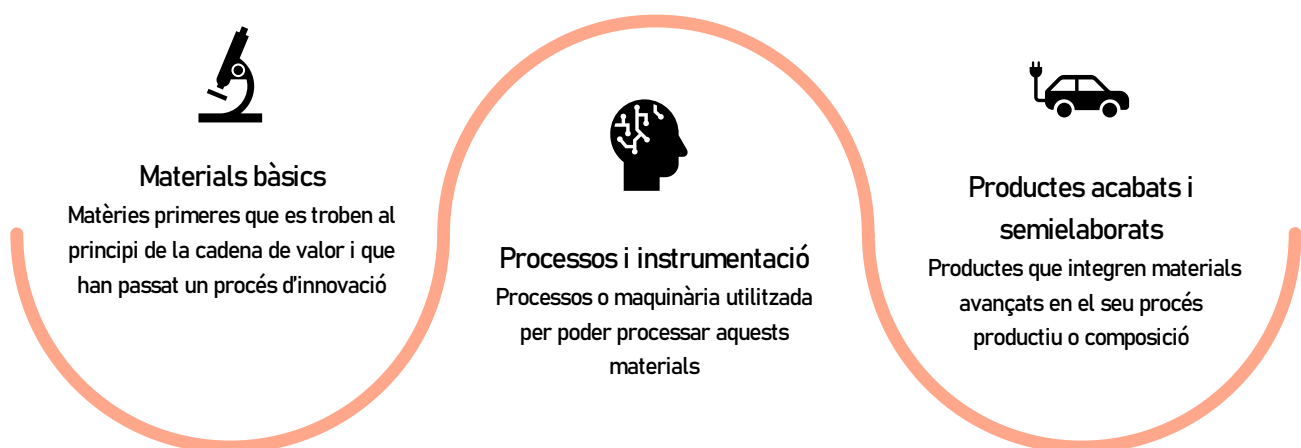 Materials bàsics
Matèries primeres que es troben al
principi de la cadena de valor i que
han passat un procés d'innovació
Processos i instrumentació
Processos o maquinària utilitzada
per poder processar aquests
materials
Productes acabats i
semielaborats
Productes que integren materials
avançats en el seu procés
productiu o composició